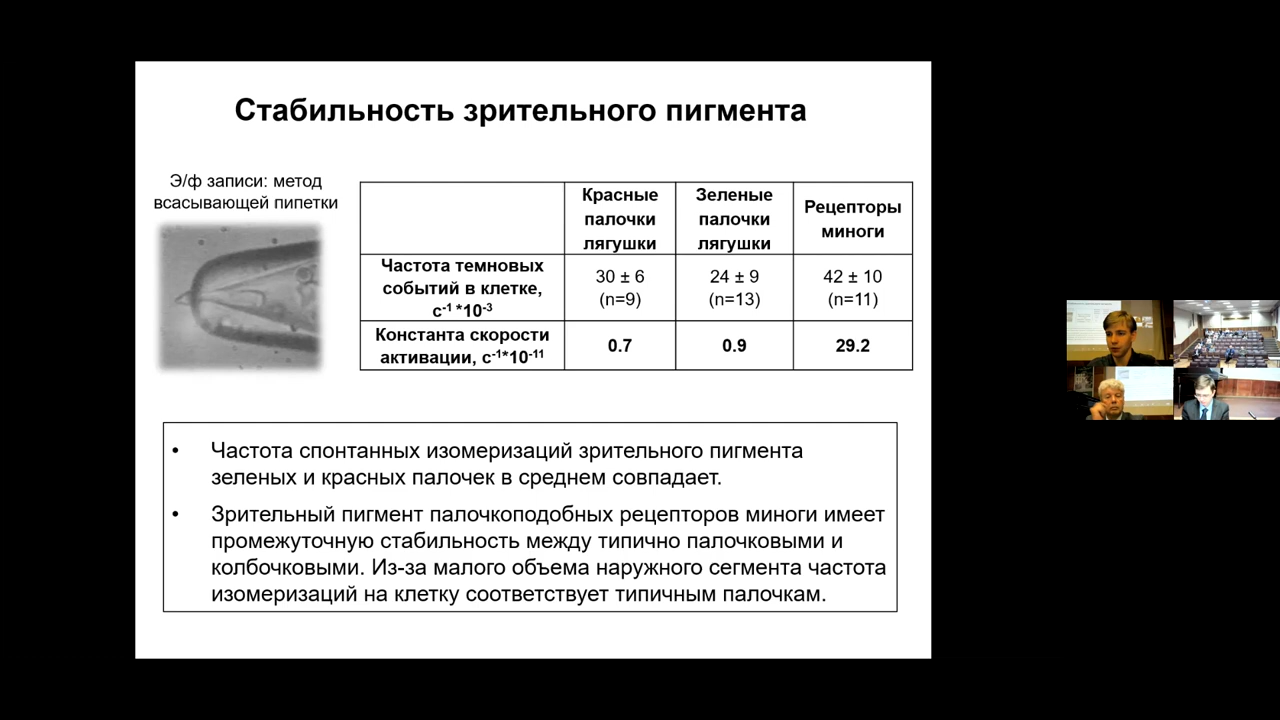 Стабильность зрительного пигмента
Э/ф записи: метод
всасывающей пипетки
Красные
палочки
лягушки
Зеленые
палочки
лягушки
Рецепторы
миноги
Частота темновых
событий в клетке,
с-1 *10-3
30 ± 6
(n=9)
24 ± 9
(n=13)
42 ± 10
(n=11)
Константа скорости
активации, с-1*10-11
0.7
0.9
29.2
• Частота спонтанных изомеризаций зрительного пигмента
зеленых и красных палочек в среднем совпадает.
• Зрительный пигмент палочкоподобных рецепторов миноги имеет
промежуточную стабильность между типично палочковыми и
колбочковыми. Из-за малого объема наружного сегмента частота
изомеризаций на клетку соответствует типичным палочкам.